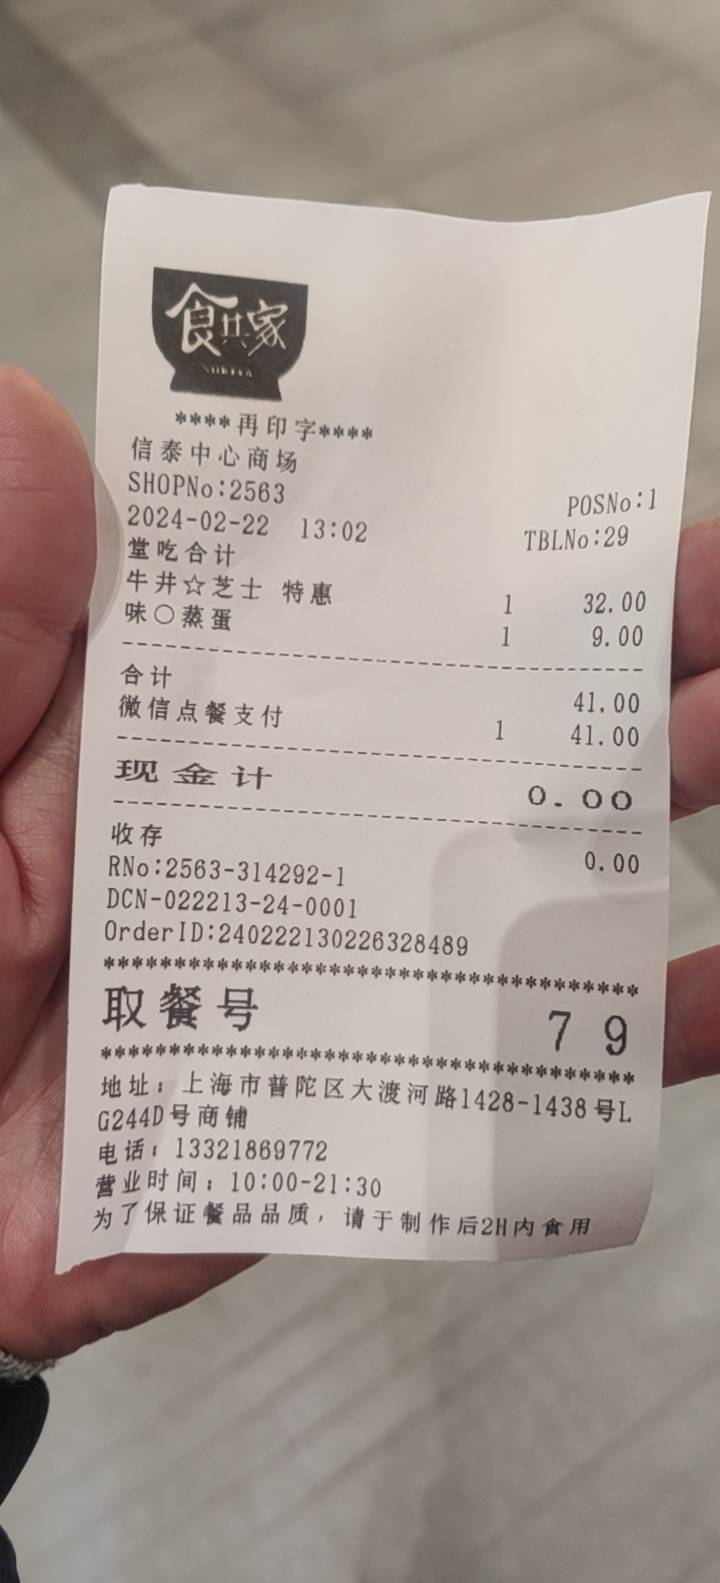 食其家
****再印字****
信泰中心商场
SHOPNo:2563 POSNo:1
2024-02-22 13:02 TBLNo:29
堂吃合计
牛丼☆芝士 特惠 1 32.00
味○蒸蛋 1 9.00
合计 41.00
微信点餐支付 1 41.00
现金计 0.00
收存 0.00
RNo:2563-314292-1
DCN-022213-24-0001
OrderID:240222130226328489
************************************
取餐号 79
************************************
地址：上海市普陀区大渡河路1428-1438号L
G244D号商铺
电话：13321869772
营业时间：10:00-21:30
为了保证餐品品质，请于制作后2H内食用